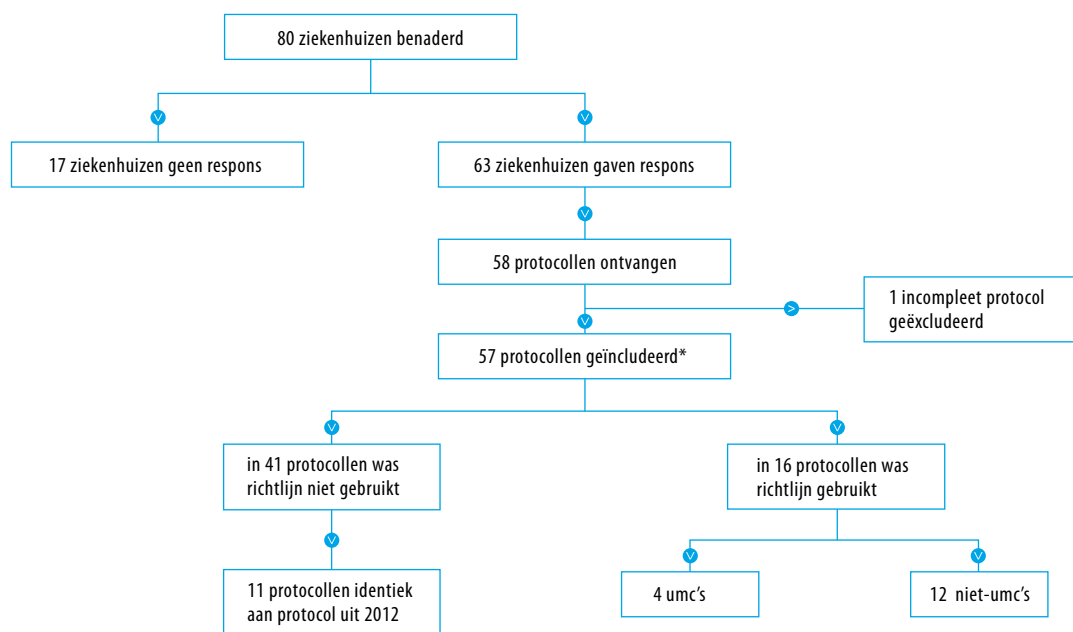 80 ziekenhuizen benaderd
17 ziekenhuizen geen respons
63 ziekenhuizen gaven respons
58 protocollen ontvangen
1 incompleet protocol
geëxcludeerd
57 protocollen geïncludeerd*
in 41 protocollen was
richtlijn niet gebruikt
in 16 protocollen was
richtlijn gebruikt
11 protocollen identiek
aan protocol uit 2012
4 umc's
12 niet-umc's